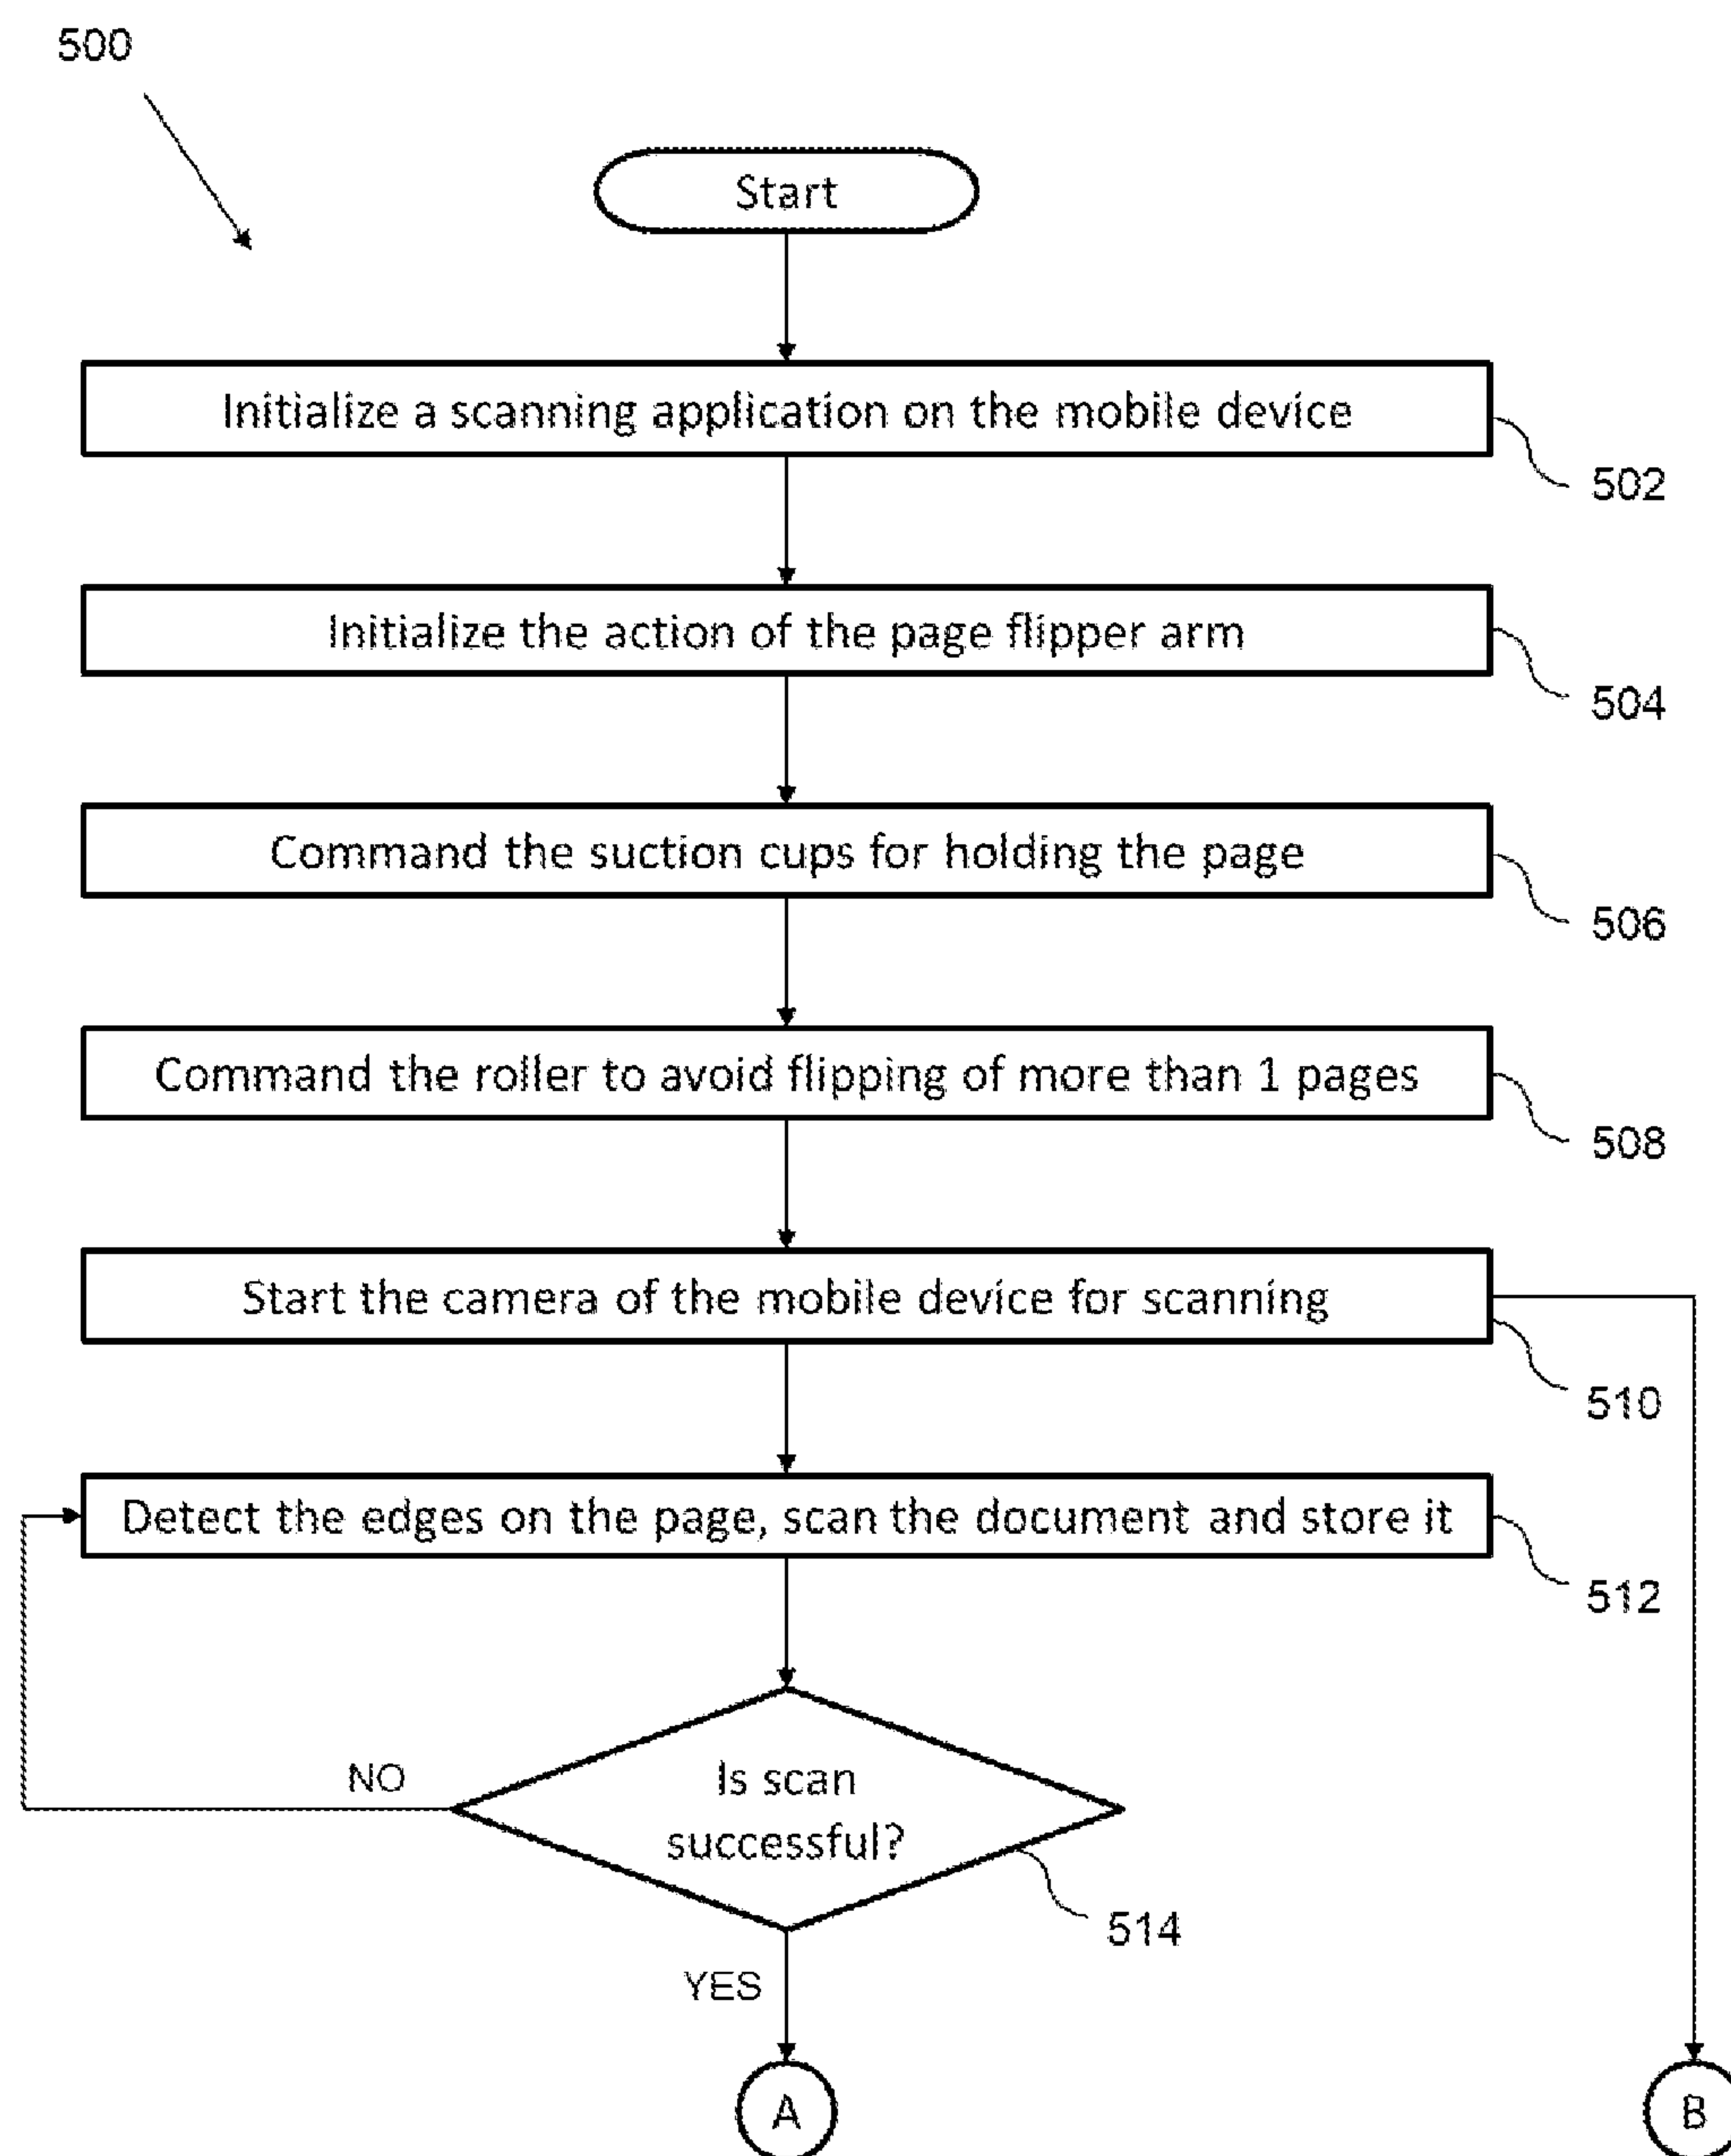 500
Start
Initialize a scanning application on the mobile device
502
Initialize the action of the page flipper arm
504
Command the suction cups for holding the page
506
Command the roller to avoid flipping of more than 1 pages
508
Start the camera of the mobile device for scanning
510
Detect the edges on the page, scan the document and store it
512
NO
Is scan
successful?
514
YES
A
B